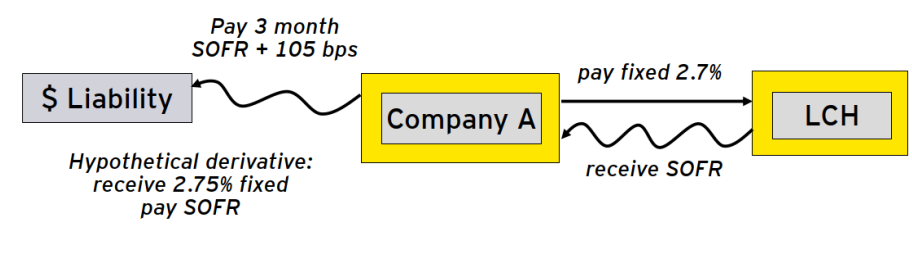 Pay 3 month
SOFR + 105 bps
$ Liability
Company A
pay fixed 2.7%
LCH
receive SOFR
Hypothetical derivative:
receive 2.75% fixed
pay SOFR